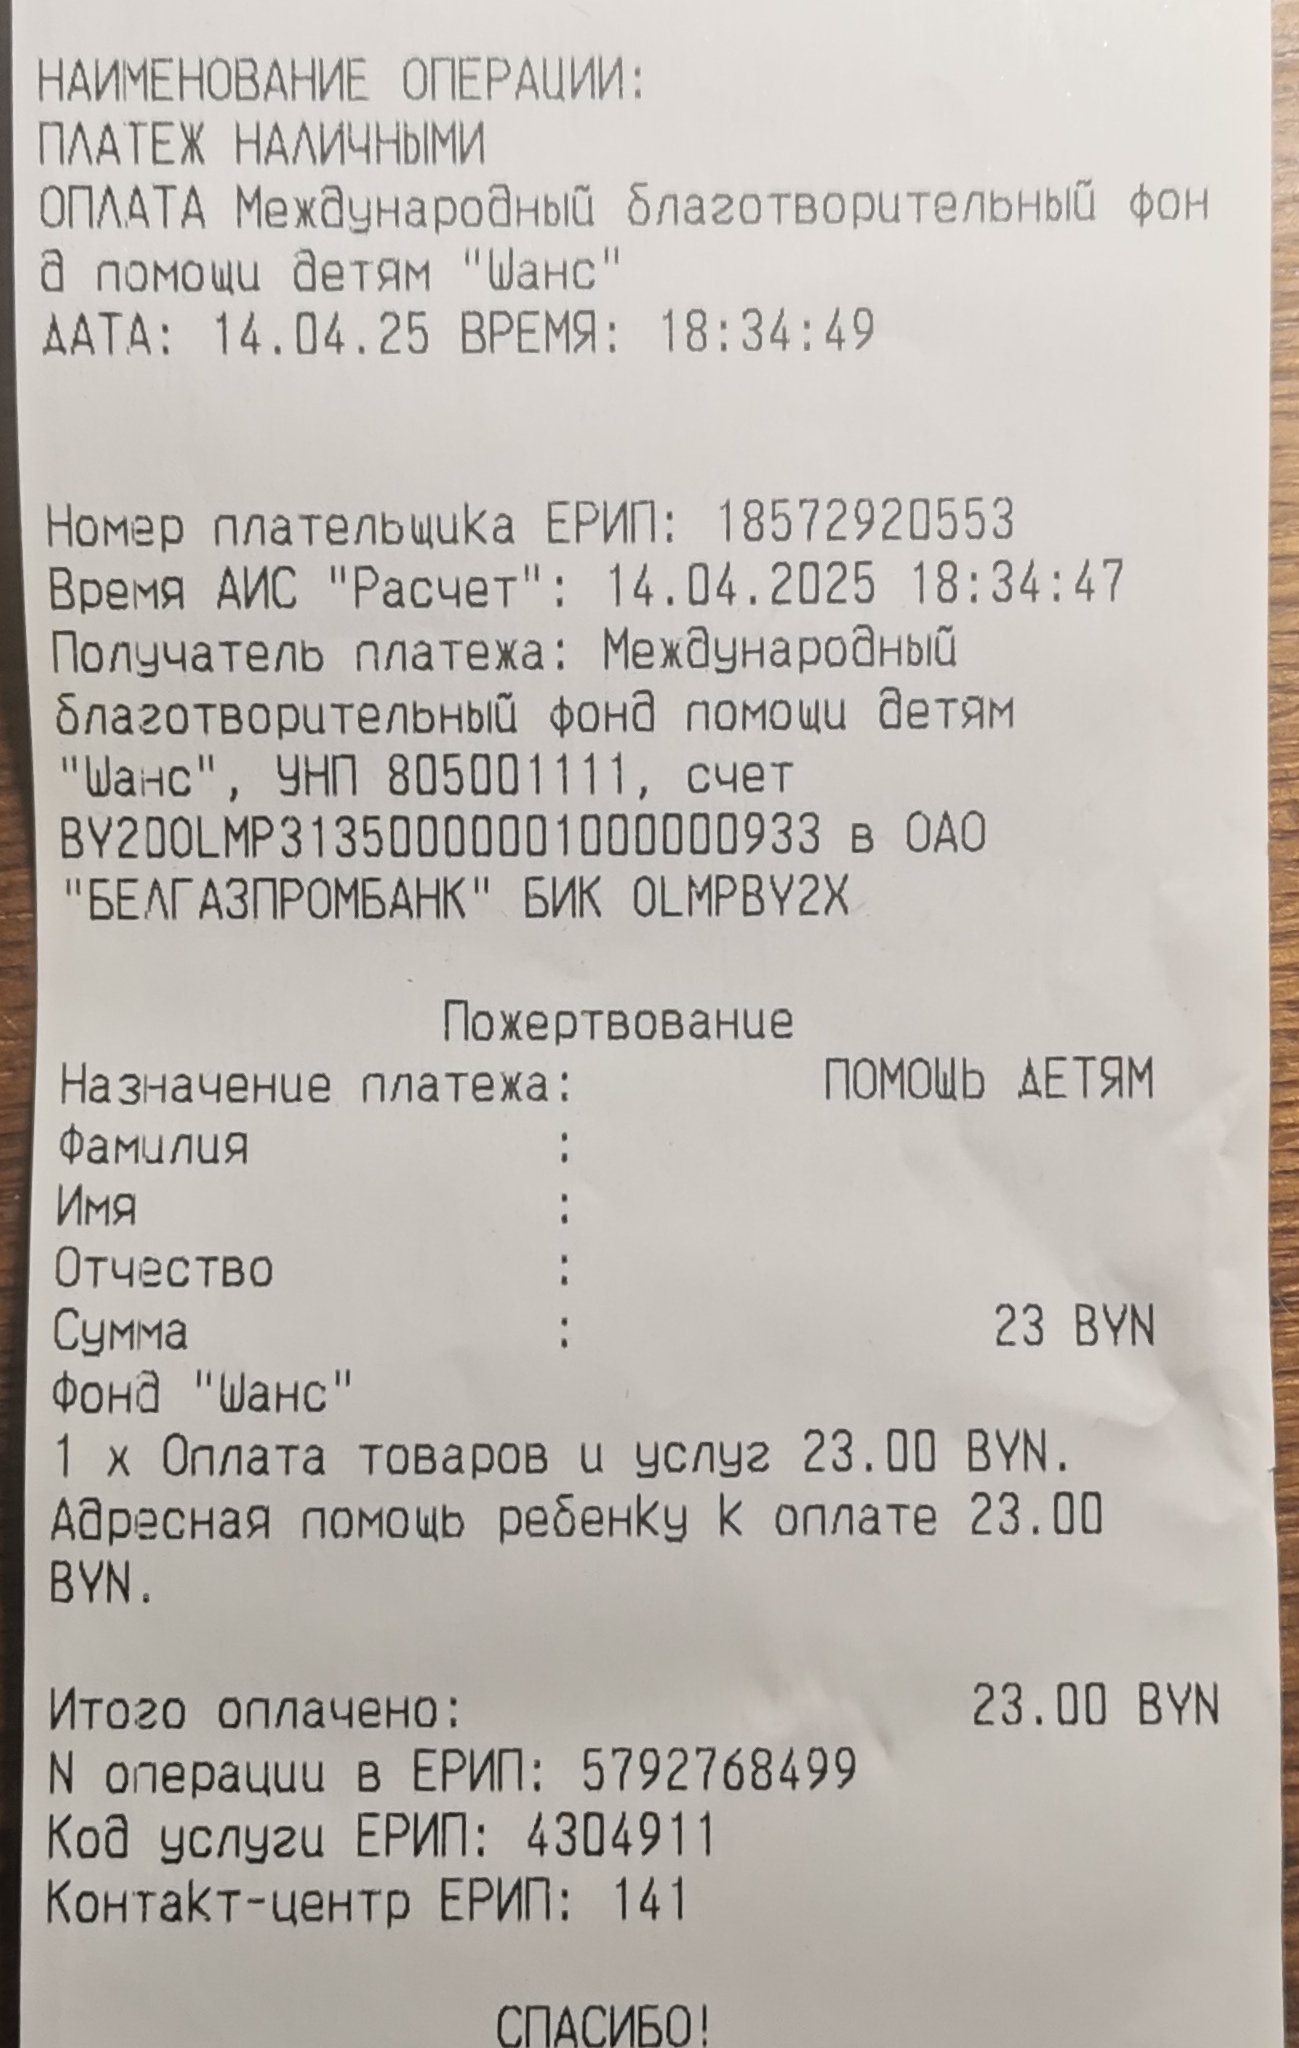 НАИМЕНОВАНИЕ ОПЕРАЦИИ:
ПЛАТЕЖ НАЛИЧНЫМИ
ОПЛАТА Международный благотворительный фон
д помощи детям "Шанс"
ДАТА: 14.04.25 ВРЕМЯ: 18:34:49
Номер плательщика ЕРИП: 18572920553
Время АИС "Расчет": 14.04.2025 18:34:47
Получатель платежа: Международный
благотворительный фонд помощи детям
"Шанс", УНП 805001111, счет
BY20OLMP31350000001000000933 в ОАО
"БЕЛГАЗПРОМБАНК" БИК OLMPBY2X
Пожертвование
Назначение платежа: ПОМОЩЬ ДЕТЯМ
Фамилия :
Имя :
Отчество :
Сумма : 23 BYN
Фонд "Шанс"
1 x Оплата товаров и услуг 23.00 BYN.
Адресная помощь ребенку к оплате 23.00
BYN.
Итого оплачено: 23.00 BYN
N операции в ЕРИП: 5792768499
Код услуги ЕРИП: 4304911
Контакт-центр ЕРИП: 141
СПАСИБО!